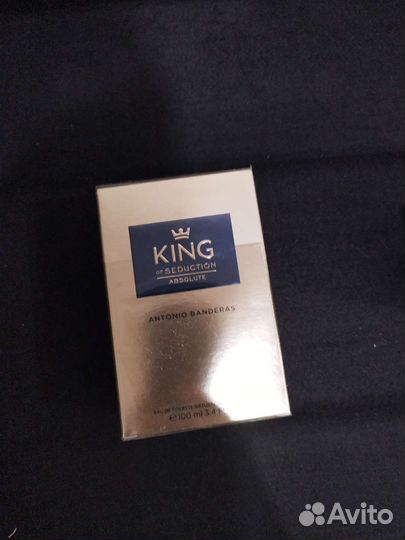 KING
OF SEDUCTION
ABSOLUTE
ANTONIO BANDERAS
EAU DE TOILETTE
℮100 ml 3.4
Avito